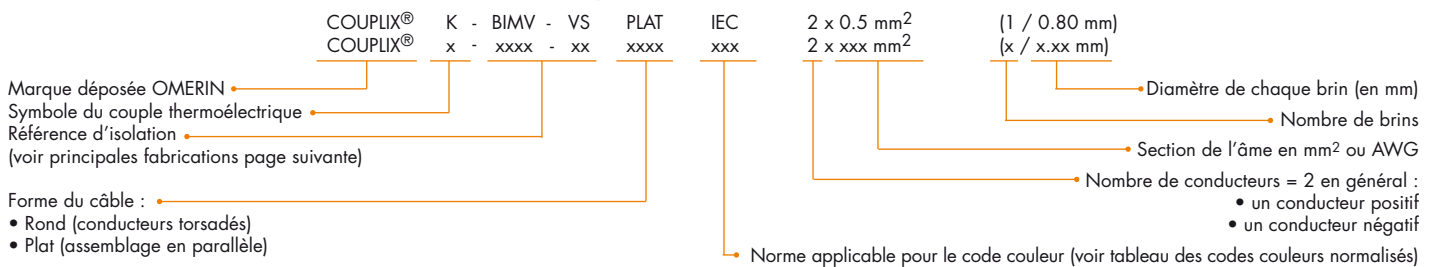 COUPLIX® K - BIMV - VS PLAT IEC 2 x 0.5 mm² (1 / 0.80 mm)
COUPLIX® x - xxxx - xx xxxx xxx 2 x xxx mm² (x / x.xx mm)
Marque déposée OMERIN
Symbole du couple thermoélectrique
Référence d'isolation
(voir principales fabrications page suivante)
Forme du câble :
• Rond (conducteurs torsadés)
• Plat (assemblage en parallèle)
Diamètre de chaque brin (en mm)
Nombre de brins
Section de l'âme en mm² ou AWG
Nombre de conducteurs = 2 en général :
• un conducteur positif
• un conducteur négatif
Norme applicable pour le code couleur (voir tableau des codes couleurs normalisés)